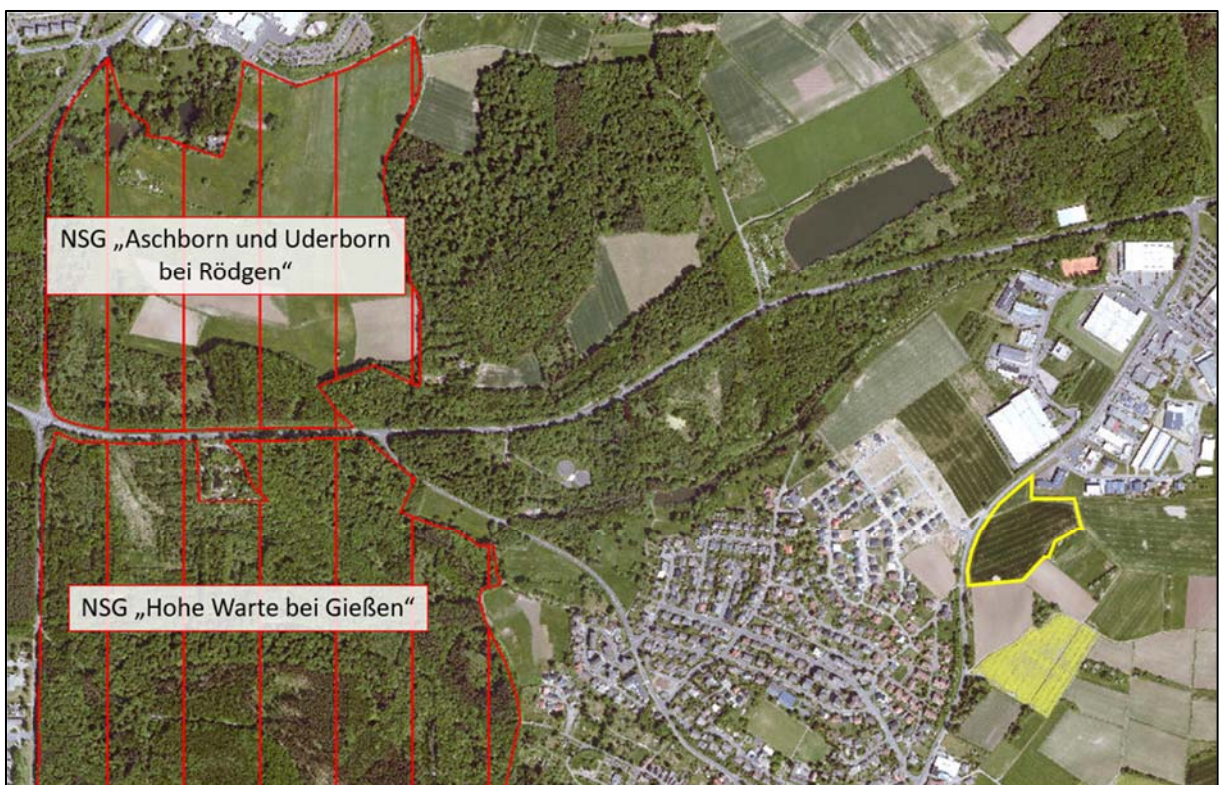 NSG „Aschborn und Uderborn
bei Rödgen“
NSG „Hohe Warte bei Gießen“